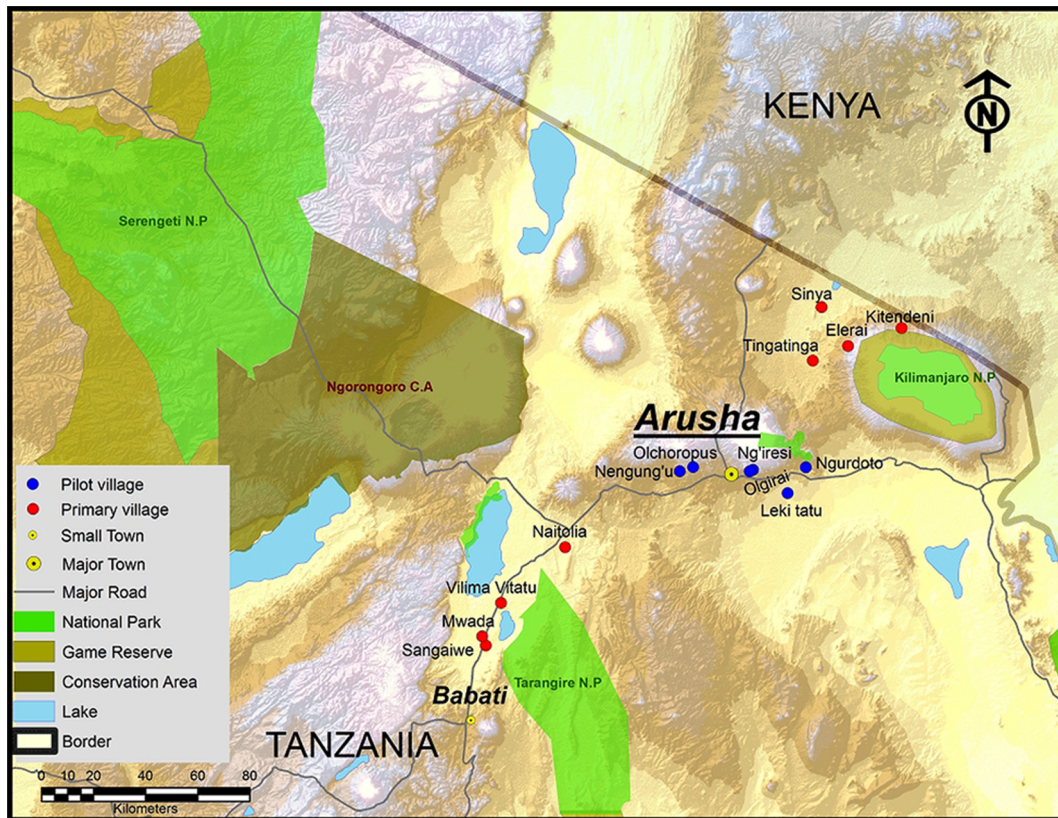 KENYA
N
Serengeti N.P
Sinya
Kitendeni
Elerai
Tingatinga
Ngorongoro C.A
Kilimanjaro N.P
Arusha
Olchoropus
Ng'iresi
Nengung'u
Ngurdoto
Olgirai
Leki tatu
Naitolia
Vilima Vitatu
Mwada
Sangaiwe
Tarangire N.P
Babati
TANZANIA
Pilot village
Primary village
Small Town
Major Town
Major Road
National Park
Game Reserve
Conservation Area
Lake
Border
0 10 20 40 60 80
Kilometers